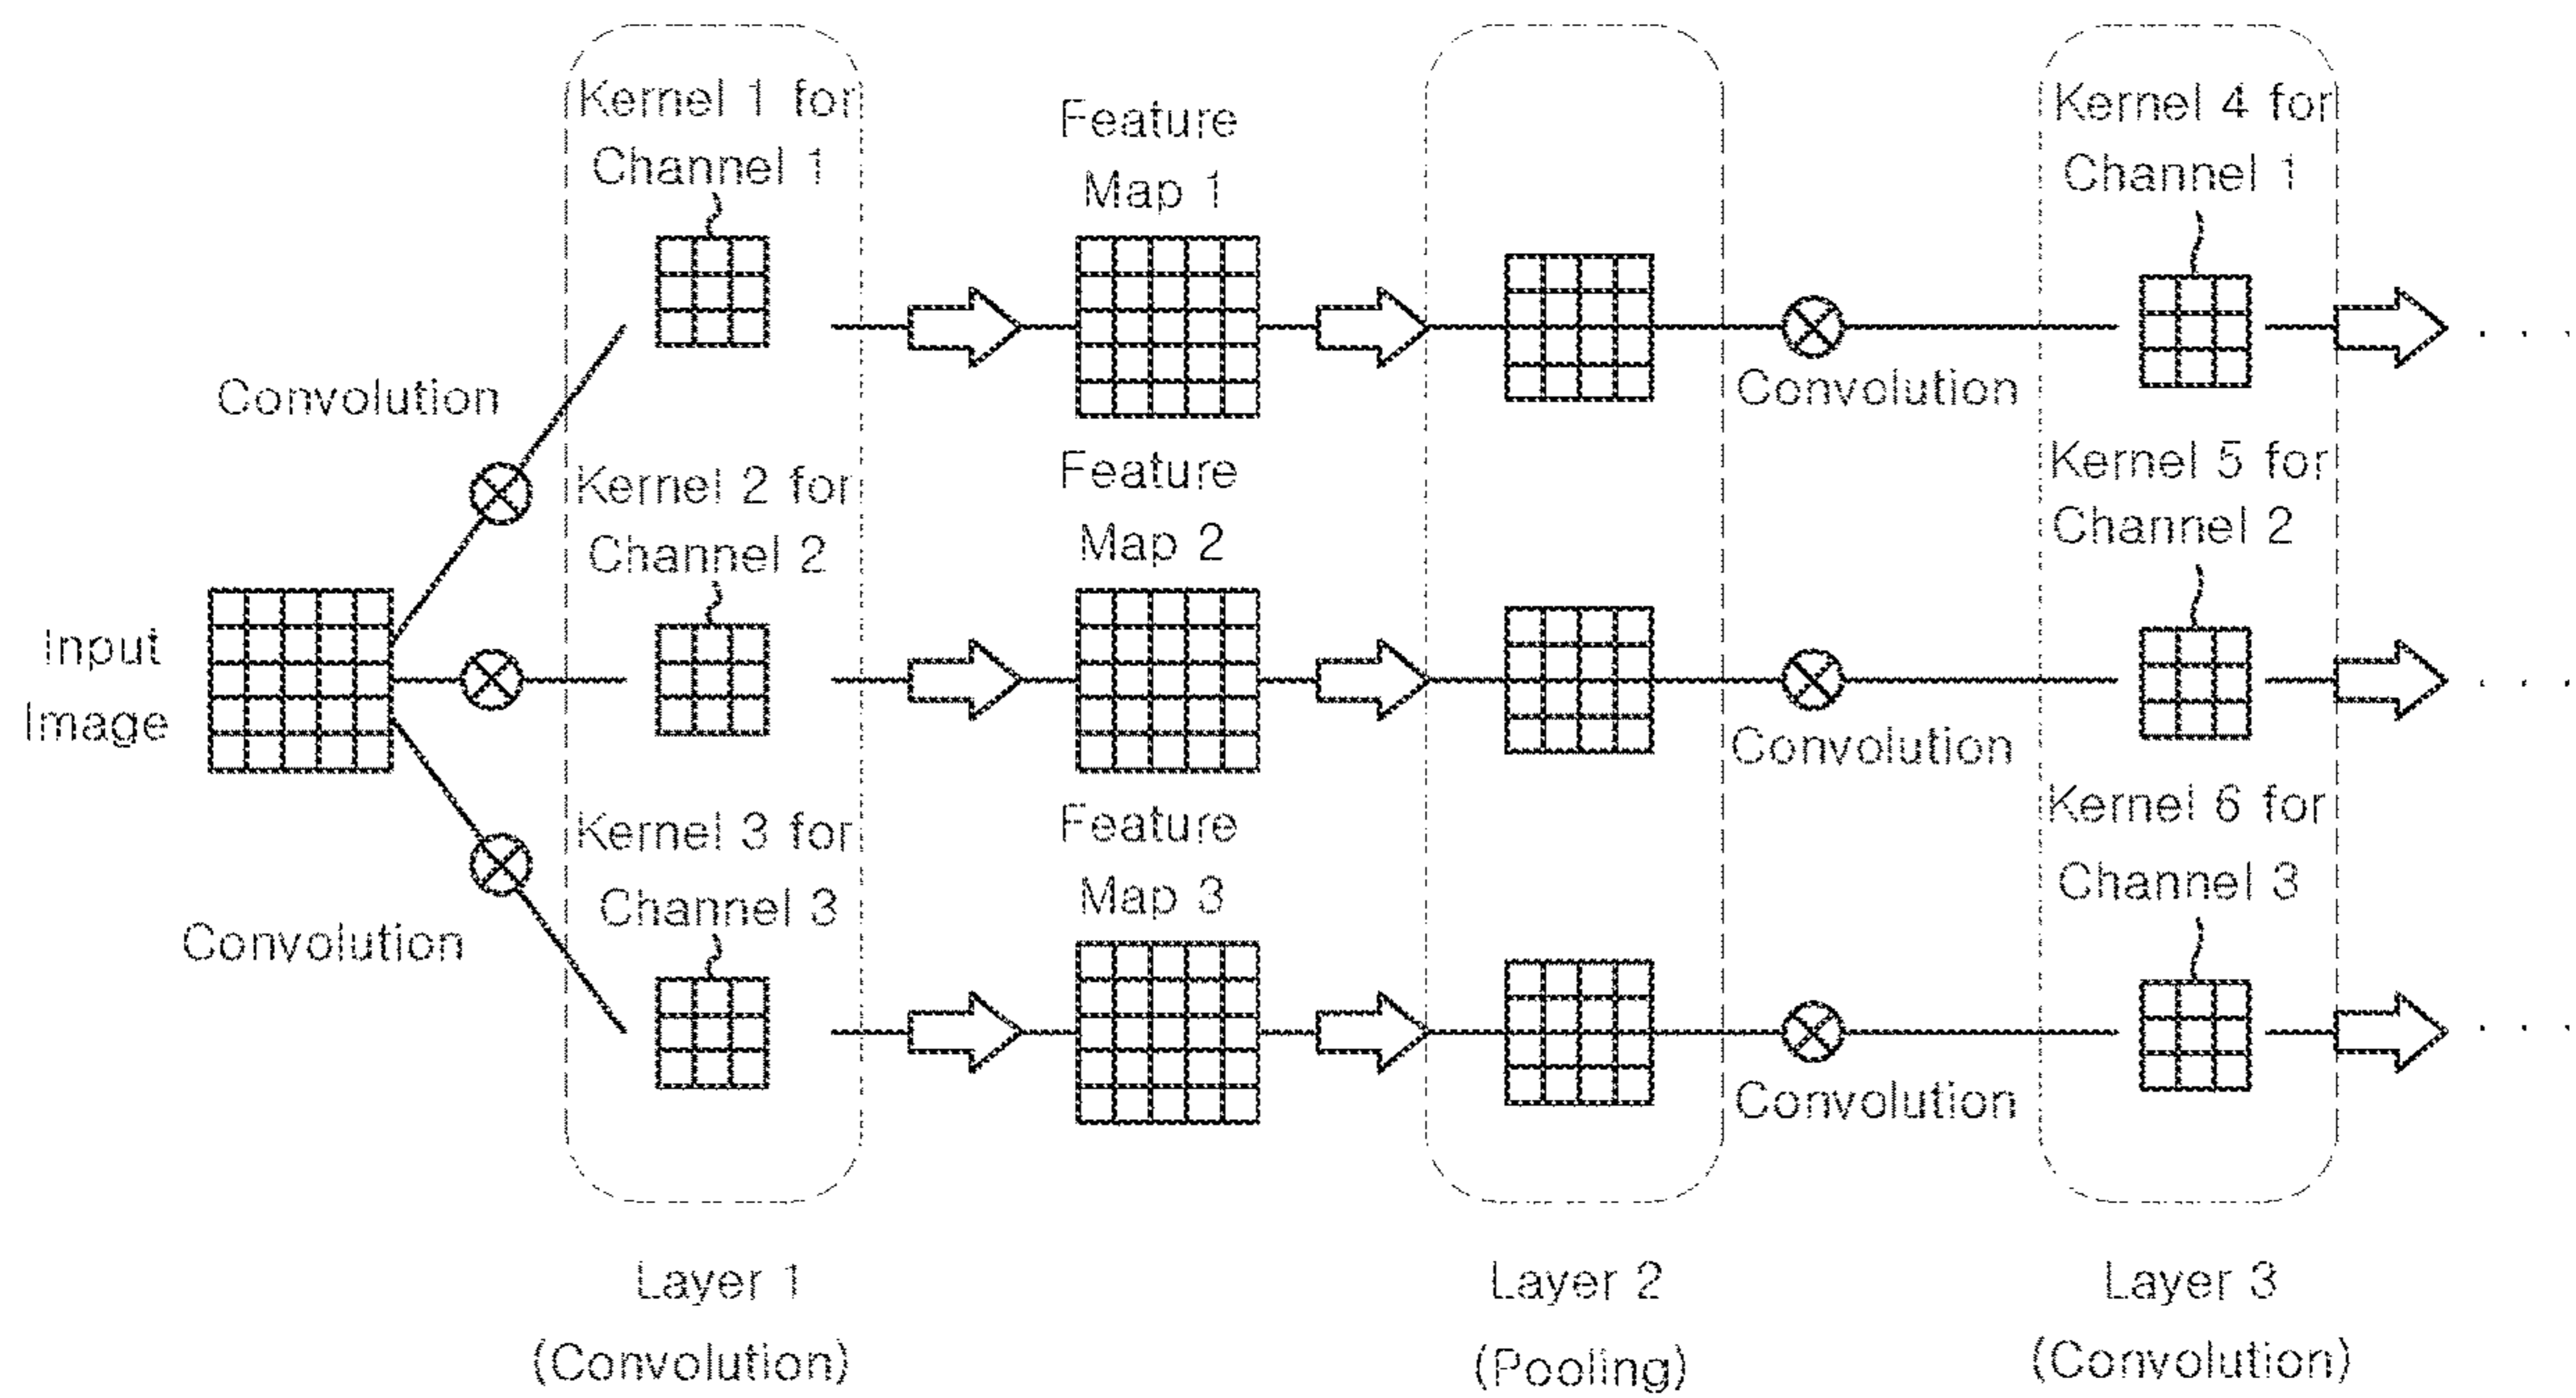 Kernel 1 for
Channel 1
Feature
Map 1
Kernel 4 for
Channel 1
Convolution
Convolution
Kernel 2 for
Channel 2
Feature
Map 2
Kernel 5 for
Channel 2
Input
Image
Convolution
Kernel 3 for
Channel 3
Feature
Map 3
Kernel 6 for
Channel 3
Convolution
Convolution
Layer 1
(Convolution)
Layer 2
(Pooling)
Layer 3
(Convolution)